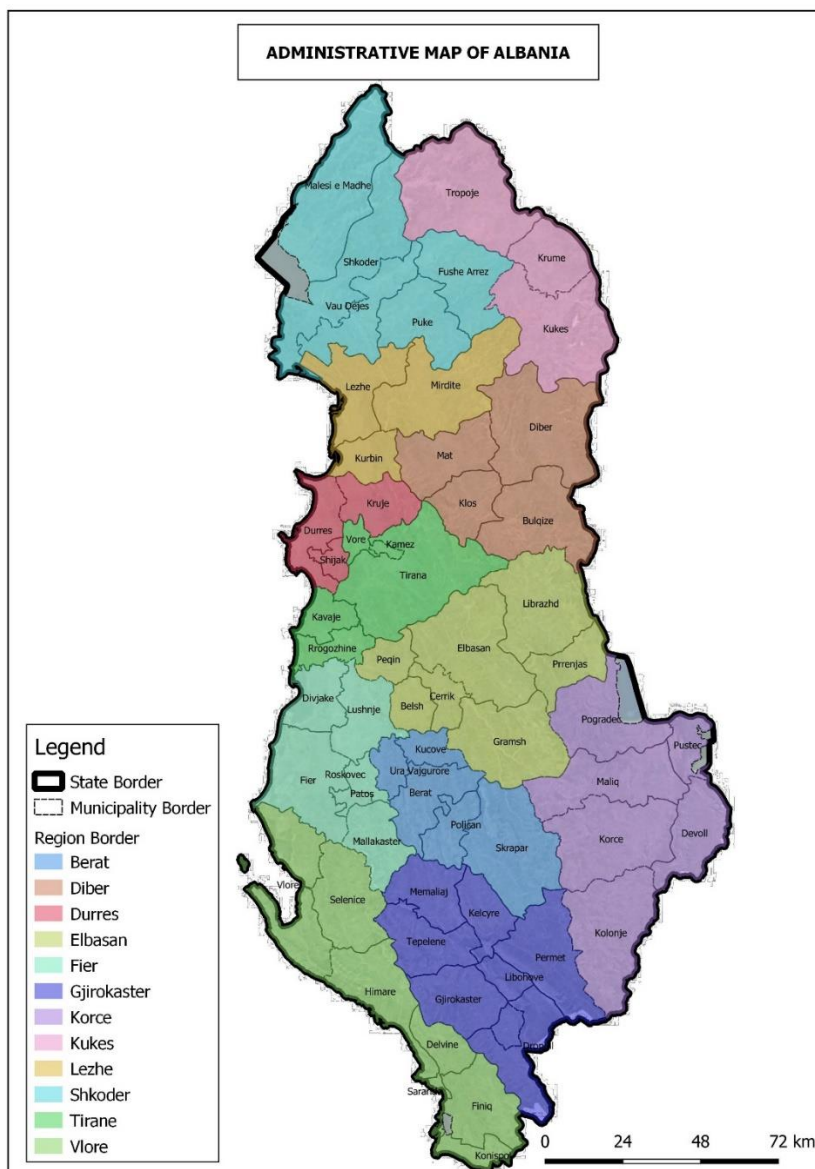 ADMINISTRATIVE MAP OF ALBANIA
Tropoje
Malesi e Madhe
Krume
Shkoder
Fushe Arrez
Vau Dejes
Puke
Kukes
Lezhe
Mirdite
Diber
Kurbin
Mat
Kruje
Klos
Durres
Bulqize
Vore
Kamez
Shijak
Tirana
Librazhd
Kavaje
Rrogozhine
Elbasan
Peqin
Prrenjas
Divjake
Lushnje
Belsh
Cerrik
Pogradec
Gramsh
Pustec
Kucove
Fier
Roskovec
Ura Vajgurore
Maliq
Patos
Berat
Polişan
Skrapar
Korce
Devoll
Mallakaster
Vlore
Selenice
Memaliaj
Kelcyre
Kolonje
Tepelene
Permet
Libohove
Himare
Gjirokaster
Delvine
Saranda
Finiq
Konispol
Legend
State Border
Municipality Border
Region Border
Berat
Diber
Durres
Elbasan
Fier
Gjirokaster
Korce
Kukes
Lezhe
Shkoder
Tirane
Vlore
0 24 48 72 km